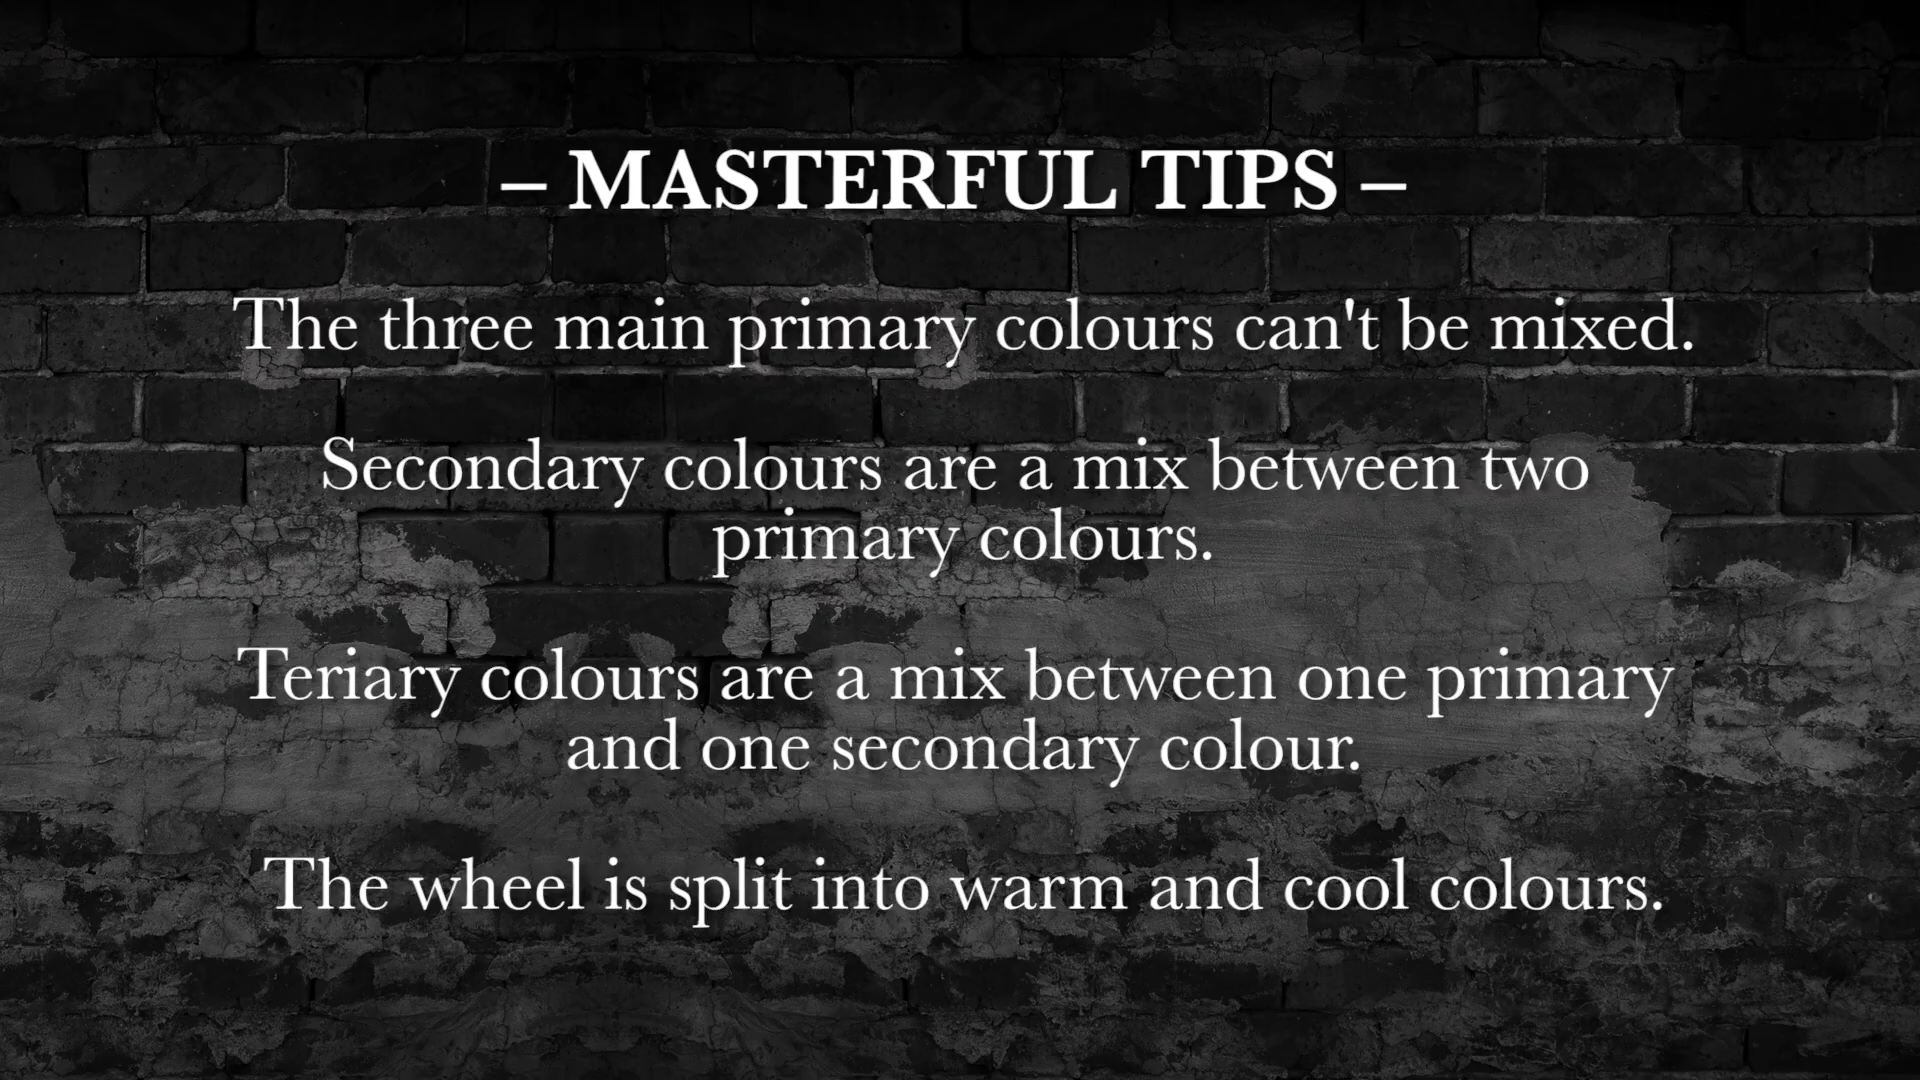 – MASTERFUL TIPS –
The three main primary colours can't be mixed.
Secondary colours are a mix between two
primary colours.
Teriary colours are a mix between one primary
and one secondary colour.
The wheel is split into warm and cool colours.